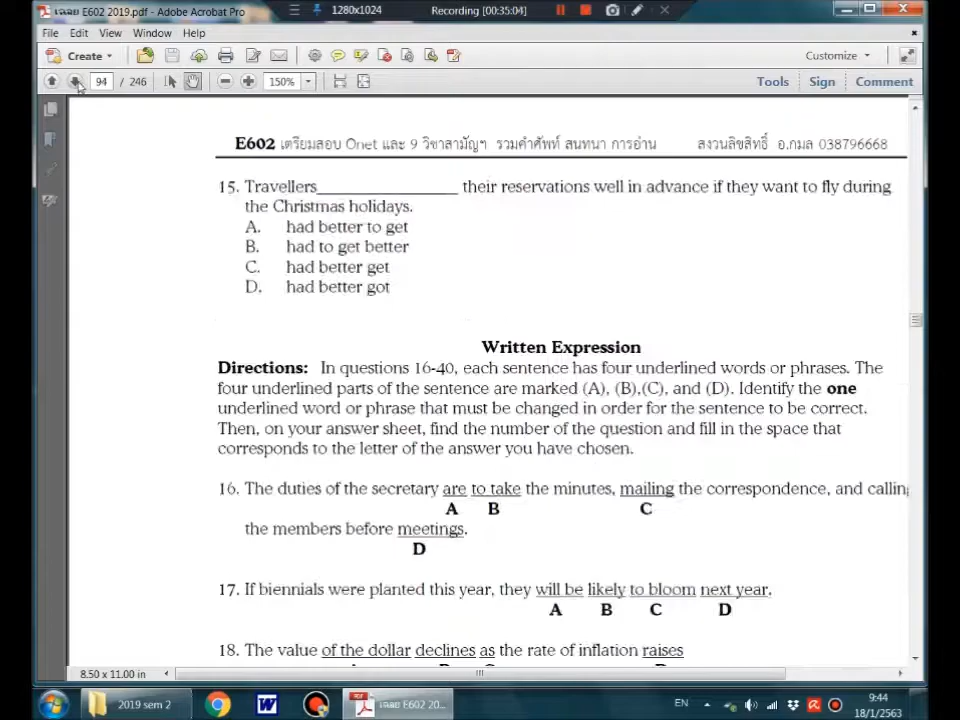 เฉลย E602 2019.pdf - Adobe Acrobat Pro
1280x1024
Recording [00:35:04]
File Edit View Window Help
Create
Customize
94 / 246
150%
Tools Sign Comment
E602 เตรียมสอบ Onet และ 9 วิชาสามัญฯ รวมคำศัพท์ สนทนา การอ่าน สงวนลิขสิทธิ์ อ.กมล 038796668
15. Travellers_________________ their reservations well in advance if they want to fly during
the Christmas holidays.
A. had better to get
B. had to get better
C. had better get
D. had better got
Written Expression
Directions: In questions 16-40, each sentence has four underlined words or phrases. The
four underlined parts of the sentence are marked (A), (B),(C), and (D). Identify the one
underlined word or phrase that must be changed in order for the sentence to be correct.
Then, on your answer sheet, find the number of the question and fill in the space that
corresponds to the letter of the answer you have chosen.
16. The duties of the secretary are to take the minutes, mailing the correspondence, and calling
A B C
the members before meetings.
D
17. If biennials were planted this year, they will be likely to bloom next year.
A B C D
18. The value of the dollar declines as the rate of inflation raises
8.50 x 11.00 in
2019 sem 2
เฉลย E602 20...
EN
9:44
18/1/2563